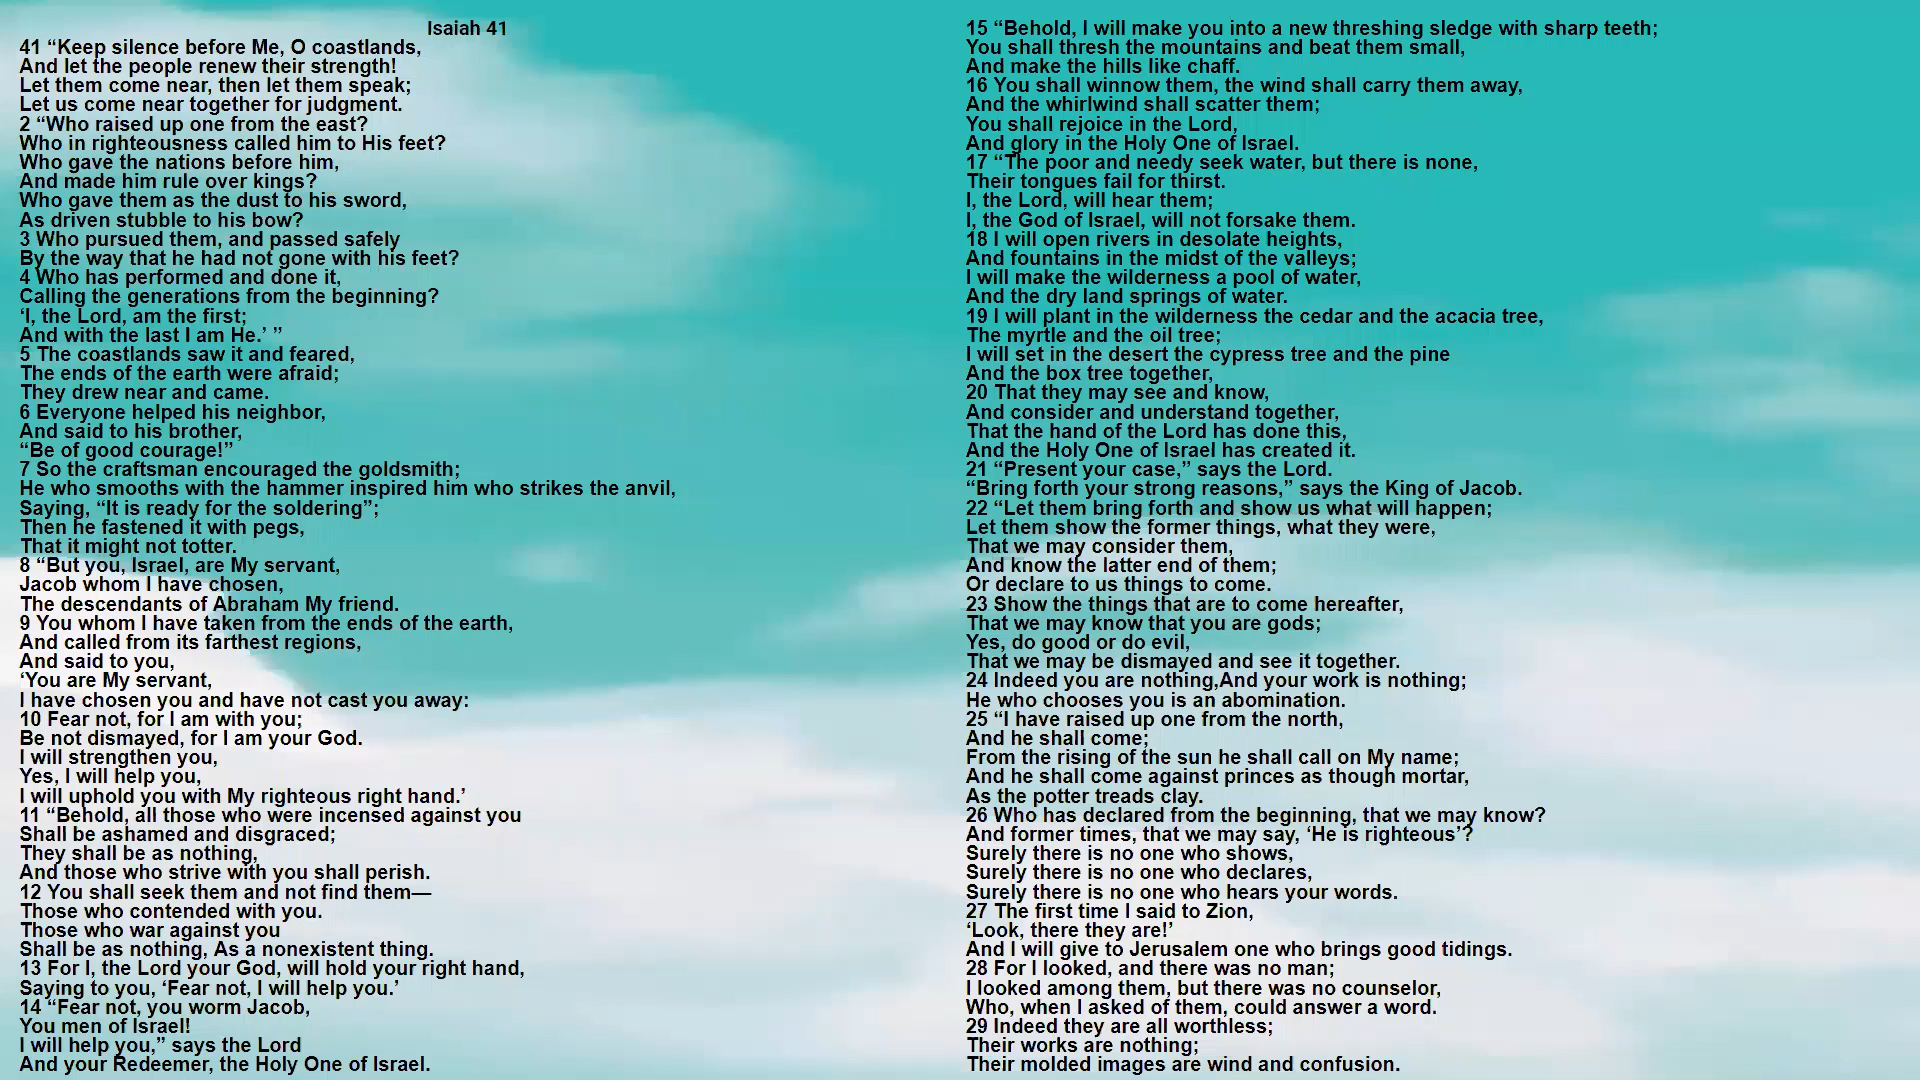 Isaiah 41
41 “Keep silence before Me, O coastlands,
And let the people renew their strength!
Let them come near, then let them speak;
Let us come near together for judgment.
2 “Who raised up one from the east?
Who in righteousness called him to His feet?
Who gave the nations before him,
And made him rule over kings?
Who gave them as the dust to his sword,
As driven stubble to his bow?
3 Who pursued them, and passed safely
By the way that he had not gone with his feet?
4 Who has performed and done it,
Calling the generations from the beginning?
‘I, the Lord, am the first;
And with the last I am He.’ ”
5 The coastlands saw it and feared,
The ends of the earth were afraid;
They drew near and came.
6 Everyone helped his neighbor,
And said to his brother,
“Be of good courage!”
7 So the craftsman encouraged the goldsmith;
He who smooths with the hammer inspired him who strikes the anvil,
Saying, “It is ready for the soldering”;
Then he fastened it with pegs,
That it might not totter.
8 “But you, Israel, are My servant,
Jacob whom I have chosen,
The descendants of Abraham My friend.
9 You whom I have taken from the ends of the earth,
And called from its farthest regions,
And said to you,
‘You are My servant,
I have chosen you and have not cast you away:
10 Fear not, for I am with you;
Be not dismayed, for I am your God.
I will strengthen you,
Yes, I will help you,
I will uphold you with My righteous right hand.’
11 “Behold, all those who were incensed against you
Shall be ashamed and disgraced;
They shall be as nothing,
And those who strive with you shall perish.
12 You shall seek them and not find them—
Those who contended with you.
Those who war against you
Shall be as nothing, As a nonexistent thing.
13 For I, the Lord your God, will hold your right hand,
Saying to you, ‘Fear not, I will help you.’
14 “Fear not, you worm Jacob,
You men of Israel!
I will help you,” says the Lord
And your Redeemer, the Holy One of Israel.
15 “Behold, I will make you into a new threshing sledge with sharp teeth;
You shall thresh the mountains and beat them small,
And make the hills like chaff.
16 You shall winnow them, the wind shall carry them away,
And the whirlwind shall scatter them;
You shall rejoice in the Lord,
And glory in the Holy One of Israel.
17 “The poor and needy seek water, but there is none,
Their tongues fail for thirst.
I, the Lord, will hear them;
I, the God of Israel, will not forsake them.
18 I will open rivers in desolate heights,
And fountains in the midst of the valleys;
I will make the wilderness a pool of water,
And the dry land springs of water.
19 I will plant in the wilderness the cedar and the acacia tree,
The myrtle and the oil tree;
I will set in the desert the cypress tree and the pine
And the box tree together,
20 That they may see and know,
And consider and understand together,
That the hand of the Lord has done this,
And the Holy One of Israel has created it.
21 “Present your case,” says the Lord.
“Bring forth your strong reasons,” says the King of Jacob.
22 “Let them bring forth and show us what will happen;
Let them show the former things, what they were,
That we may consider them,
And know the latter end of them;
Or declare to us things to come.
23 Show the things that are to come hereafter,
That we may know that you are gods;
Yes, do good or do evil,
That we may be dismayed and see it together.
24 Indeed you are nothing,And your work is nothing;
He who chooses you is an abomination.
25 “I have raised up one from the north,
And he shall come;
From the rising of the sun he shall call on My name;
And he shall come against princes as though mortar,
As the potter treads clay.
26 Who has declared from the beginning, that we may know?
And former times, that we may say, ‘He is righteous’?
Surely there is no one who shows,
Surely there is no one who declares,
Surely there is no one who hears your words.
27 The first time I said to Zion,
‘Look, there they are!’
And I will give to Jerusalem one who brings good tidings.
28 For I looked, and there was no man;
I looked among them, but there was no counselor,
Who, when I asked of them, could answer a word.
29 Indeed they are all worthless;
Their works are nothing;
Their molded images are wind and confusion.